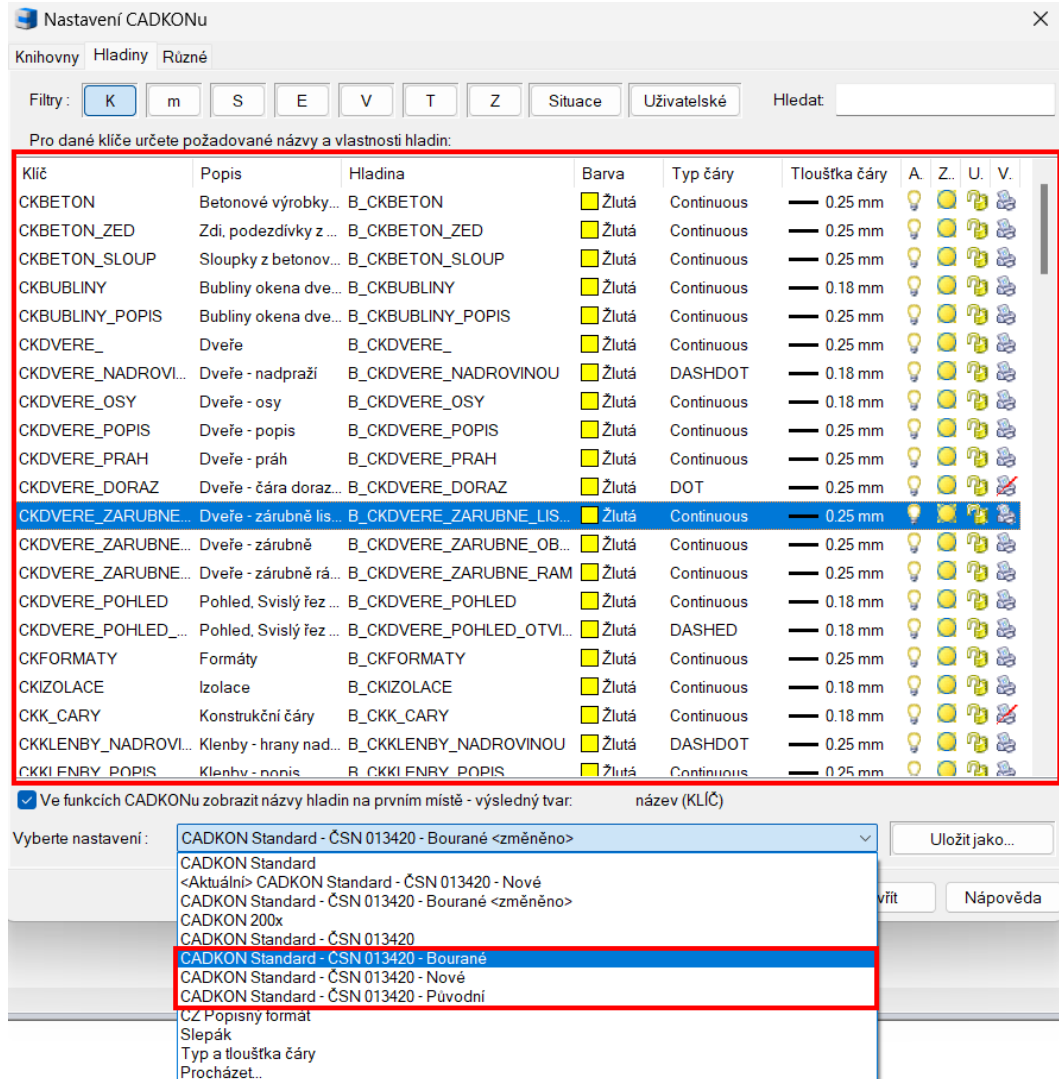 Nastavení CADKONu
Knihovny Hladiny Různé
Filtry : K m S E V T Z Situace Uživatelské Hledat:
Pro dané klíče určete požadované názvy a vlastnosti hladin:
Klíč Popis Hladina Barva Typ čáry Tloušťka čáry A. Z.. U. V.
CKBETON Betonové výrobky... B_CKBETON Žlutá Continuous 0.25 mm
CKBETON_ZED Zdi, podezdívky z ... B_CKBETON_ZED Žlutá Continuous 0.25 mm
CKBETON_SLOUP Sloupky z betonov... B_CKBETON_SLOUP Žlutá Continuous 0.25 mm
CKBUBLINY Bubliny okena dve... B_CKBUBLINY Žlutá Continuous 0.18 mm
CKBUBLINY_POPIS Bubliny okena dve... B_CKBUBLINY_POPIS Žlutá Continuous 0.25 mm
CKDVERE_ Dveře B_CKDVERE_ Žlutá Continuous 0.25 mm
CKDVERE_NADROVI... Dveře - nadpraží B_CKDVERE_NADROVINOU Žlutá DASHDOT 0.18 mm
CKDVERE_OSY Dveře - osy B_CKDVERE_OSY Žlutá Continuous 0.18 mm
CKDVERE_POPIS Dveře - popis B_CKDVERE_POPIS Žlutá Continuous 0.25 mm
CKDVERE_PRAH Dveře - práh B_CKDVERE_PRAH Žlutá Continuous 0.25 mm
CKDVERE_DORAZ Dveře - čára doraz... B_CKDVERE_DORAZ Žlutá DOT 0.25 mm
CKDVERE_ZARUBNE... Dveře - zárubně lis... B_CKDVERE_ZARUBNE_LIS... Žlutá Continuous 0.25 mm
CKDVERE_ZARUBNE... Dveře - zárubně B_CKDVERE_ZARUBNE_OB... Žlutá Continuous 0.25 mm
CKDVERE_ZARUBNE... Dveře - zárubně rá... B_CKDVERE_ZARUBNE_RAM Žlutá Continuous 0.25 mm
CKDVERE_POHLED Pohled, Svislý řez ... B_CKDVERE_POHLED Žlutá Continuous 0.18 mm
CKDVERE_POHLED_... Pohled, Svislý řez ... B_CKDVERE_POHLED_OTVI... Žlutá DASHED 0.18 mm
CKFORMATY Formáty B_CKFORMATY Žlutá Continuous 0.25 mm
CKIZOLACE Izolace B_CKIZOLACE Žlutá Continuous 0.18 mm
CKK_CARY Konstrukční čáry B_CKK_CARY Žlutá Continuous 0.18 mm
CKKLENBY_NADROVI... Klenby - hrany nad... B_CKKLENBY_NADROVINOU Žlutá DASHDOT 0.25 mm
CKKLENBY_POPIS Klenby - popis B_CKKLENBY_POPIS Žlutá Continuous 0.25 mm
Ve funkcích CADKONu zobrazit názvy hladin na prvním místě - výsledný tvar: název (KLÍČ)
Vyberte nastavení : CADKON Standard - ČSN 013420 - Bourané <změněno> Uložit jako...
CADKON Standard
<Aktuální> CADKON Standard - ČSN 013420 - Nové
CADKON Standard - ČSN 013420 - Bourané <změněno> vřít Nápověda
CADKON 200x
CADKON Standard - ČSN 013420
CADKON Standard - ČSN 013420 - Bourané
CADKON Standard - ČSN 013420 - Nové
CADKON Standard - ČSN 013420 - Původní
CZ Popisný formát
Slepák
Typ a tloušťka čáry
Procházet...